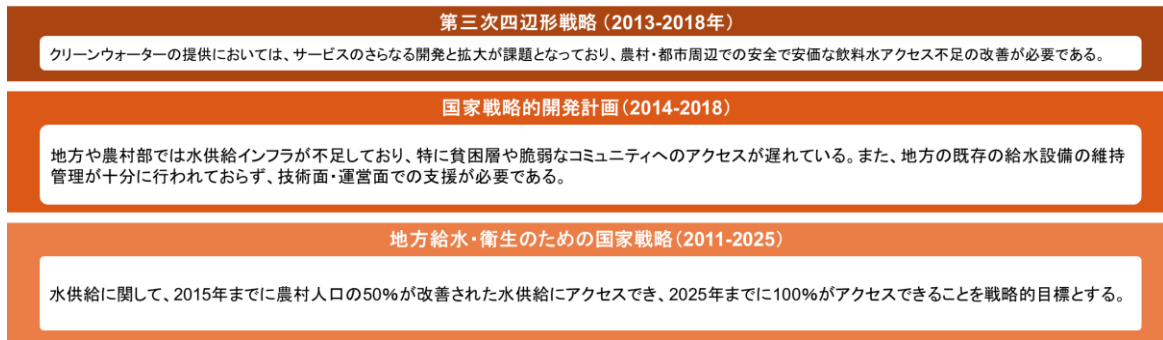 第三次四辺形戦略（2013-2018年）
クリーンウォーターの提供においては、サービスのさらなる開発と拡大が課題となっており、農村・都市周辺での安全で安価な飲料水アクセス不足の改善が必要である。
国家戦略的開発計画（2014-2018）
地方や農村部では水供給インフラが不足しており、特に貧困層や脆弱なコミュニティへのアクセスが遅れている。また、地方の既存の給水設備の維持
管理が十分に行われておらず、技術面・運営面での支援が必要である。
地方給水・衛生のための国家戦略（2011-2025）
水供給に関して、2015年までに農村人口の50%が改善された水供給にアクセスでき、2025年までに100%がアクセスできることを戦略的目標とする。